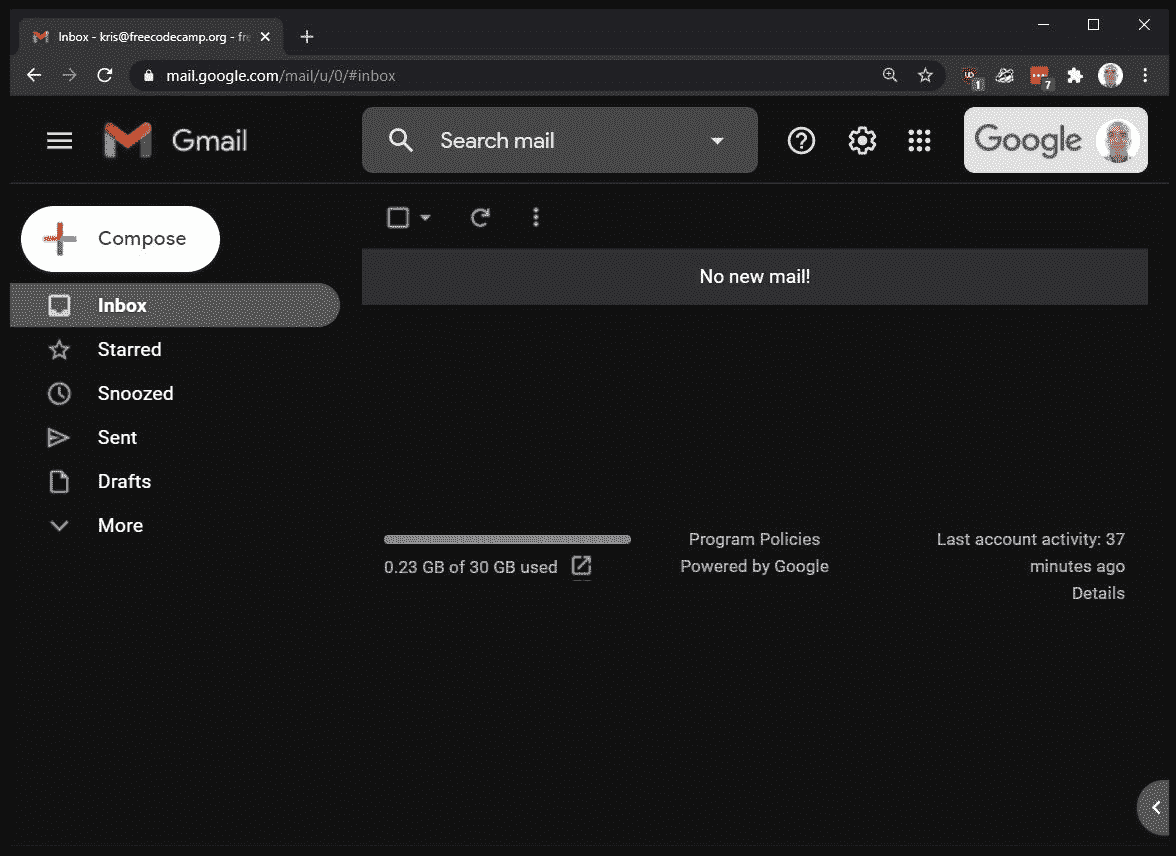 Inbox - kris@freecodecamp.org - fre
mail.google.com/mail/u/0/#inbox
1
7
Gmail
Search mail
Google
Compose
No new mail!
Inbox
Starred
Snoozed
Sent
Drafts
More
0.23 GB of 30 GB used
Program Policies
Powered by Google
Last account activity: 37
minutes ago
Details